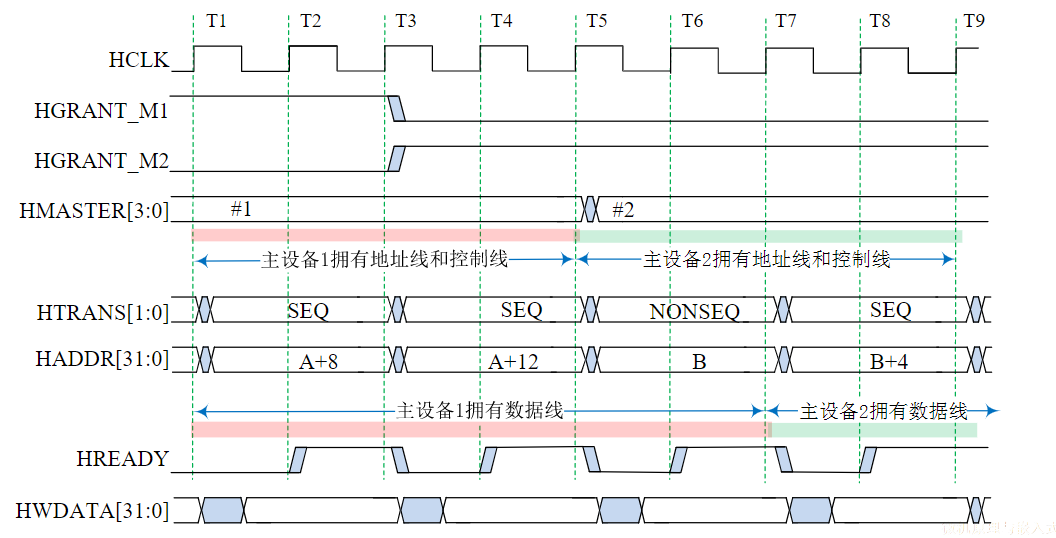 T1 T2 T3 T4 T5 T6 T7 T8 T9
HCLK
HGRANT_M1
HGRANT_M2
HMASTER[3:0] #1 #2
主设备1拥有地址线和控制线 主设备2拥有地址线和控制线
HTRANS[1:0] SEQ SEQ NONSEQ SEQ
HADDR[31:0] A+8 A+12 B B+4
主设备1拥有数据线 主设备2拥有数据线
HREADY
HWDATA[31:0]